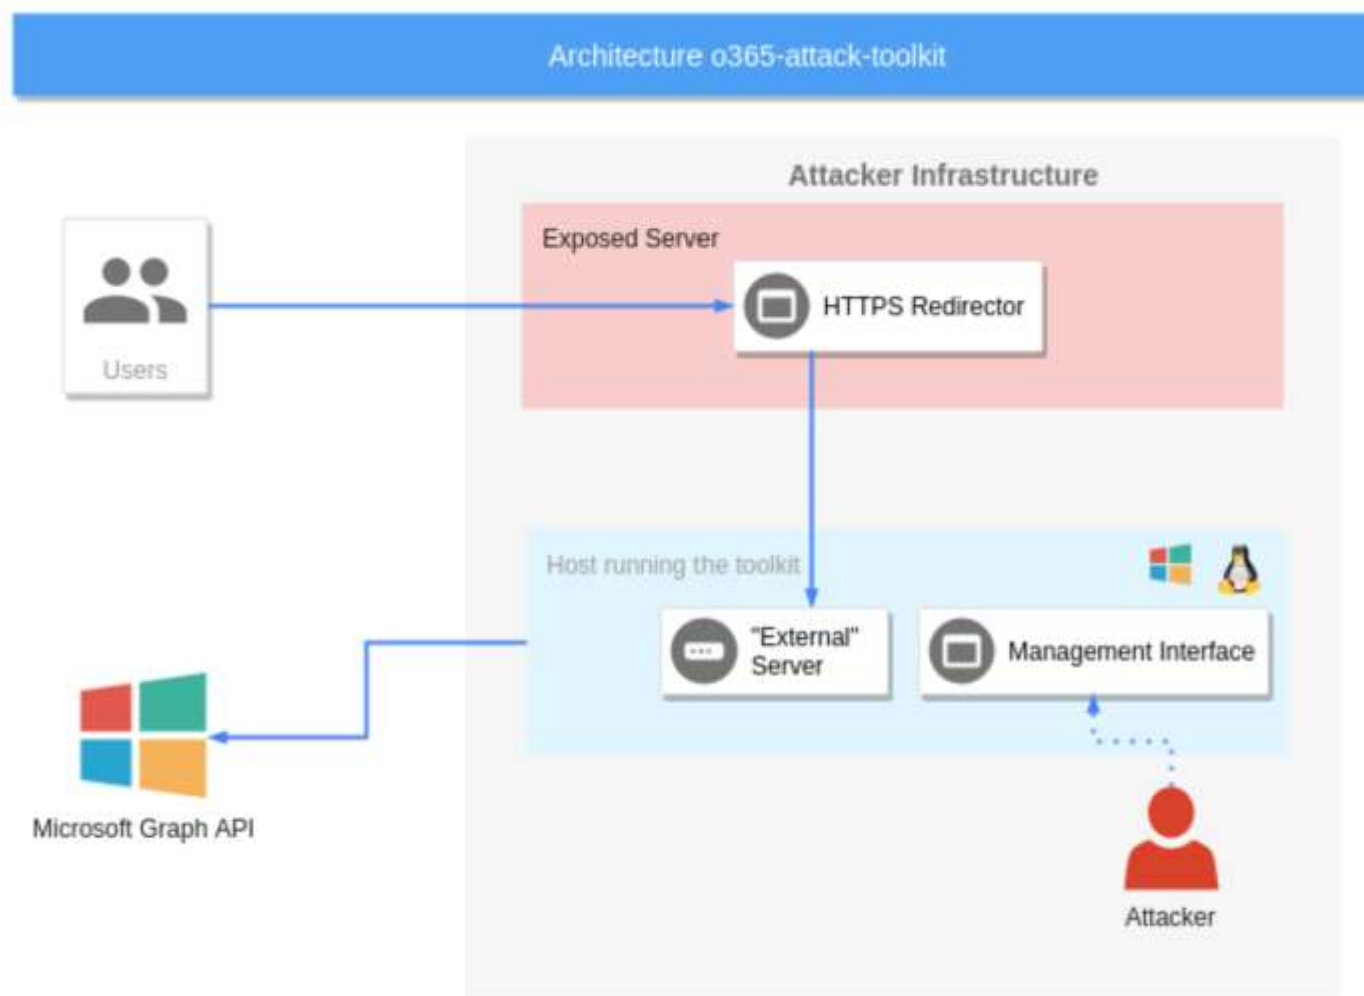 Architecture o365-attack-toolkit
Attacker Infrastructure
Exposed Server
HTTPS Redirector
Users
Host running the toolkit
"External"
Server
Management Interface
Microsoft Graph API
Attacker